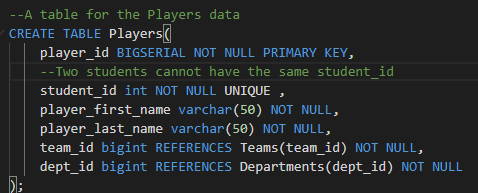 --A table for the Players data
CREATE TABLE Players(
    player_id BIGSERIAL NOT NULL PRIMARY KEY,
    --Two students cannot have the same student_id
    student_id int NOT NULL UNIQUE ,
    player_first_name varchar(50) NOT NULL,
    player_last_name varchar(50) NOT NULL,
    team_id bigint REFERENCES Teams(team_id) NOT NULL,
    dept_id bigint REFERENCES Departments(dept_id) NOT NULL
);